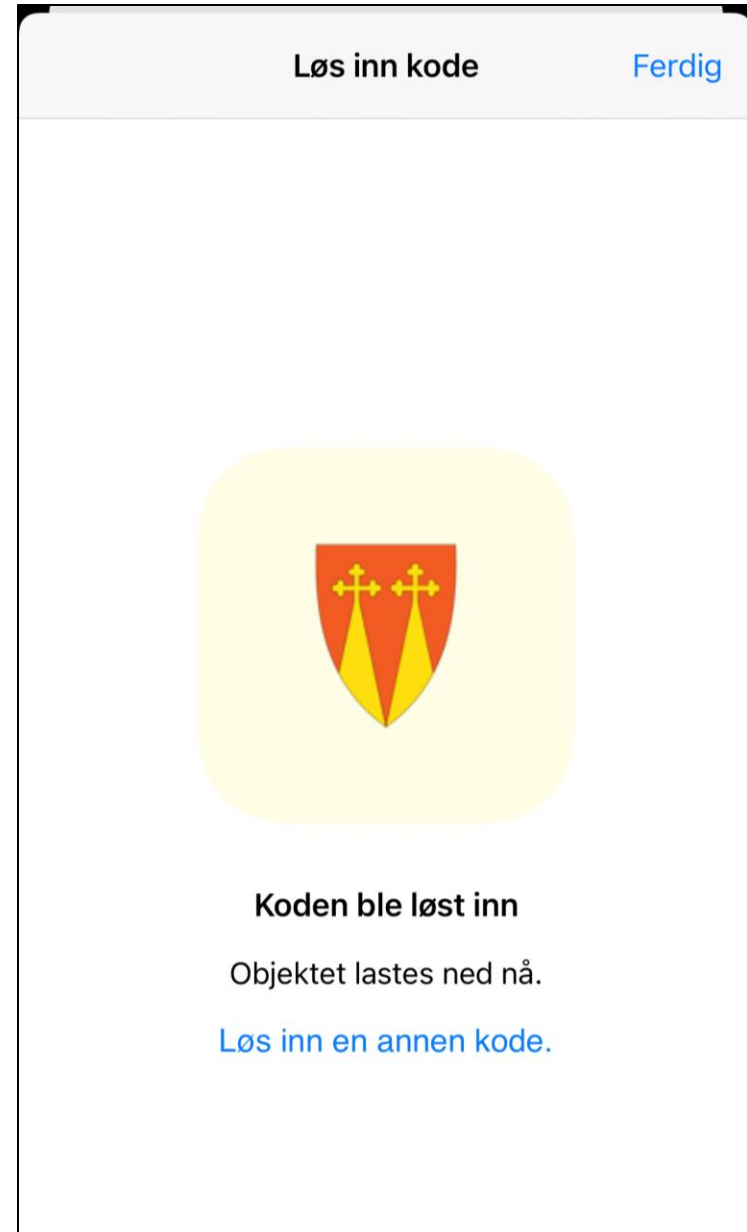 Løs inn kode
Ferdig
Koden ble løst inn
Objektet lastes ned nå.
Løs inn en annen kode.